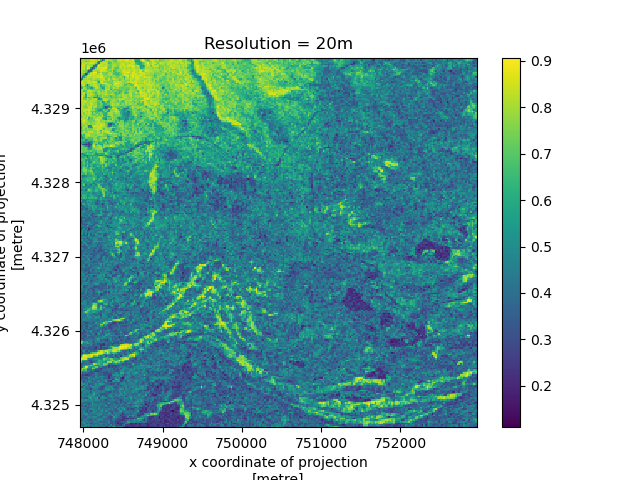 Resolution = 20m
1e6
4.329
4.328
4.327
4.326
4.325
748000 749000 750000 751000 752000
x coordinate of projection
[metre]
y coordinate of projection
[metre]
0.9
0.8
0.7
0.6
0.5
0.4
0.3
0.2